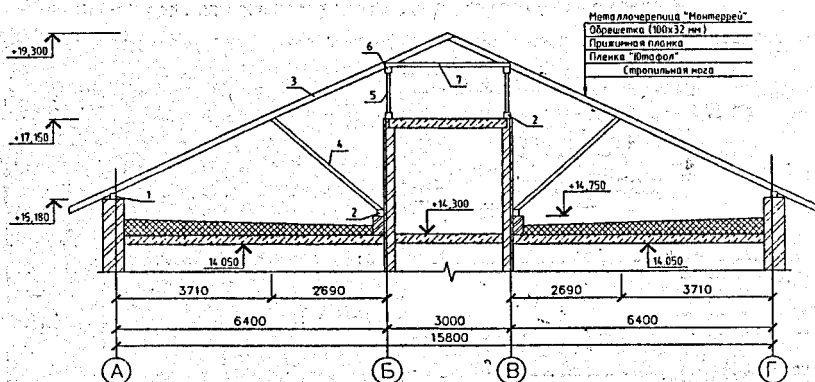 Металлочерепица "Монтеррей"
Обрешетка (100х32 мм)
Прижимная планка
Пленка "Ютафол"
Стропильная нога
+19,300
6
3
7
5
+17,150
2
4
+14,750
1
+15,180
2
+14,300
14.050
14.050
3710
2690
2690
3710
6400
3000
6400
15800
А
Б
В
Г